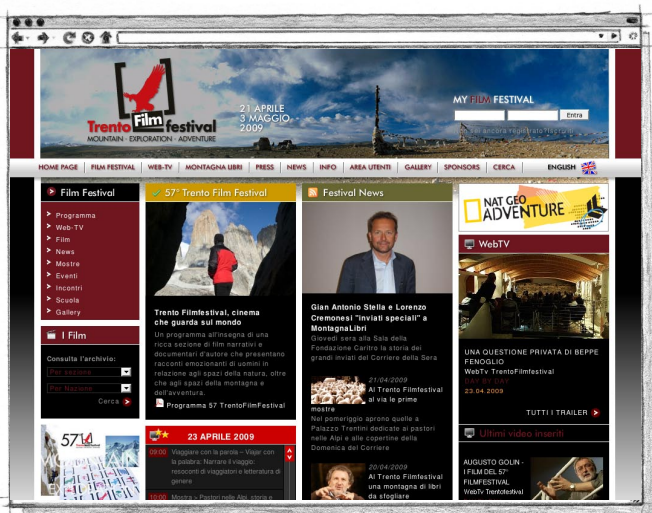 Trento Film festival
MOUNTAIN · EXPLORATION · ADVENTURE
21 APRILE
3 MAGGIO
2009
MY FILM FESTIVAL
Entra
HOME PAGE
FILM FESTIVAL
WEB-TV
MONTAGNA LIBRI
PRESS
NEWS
INFO
AREA UTENTI
GALLERY
SPONSORS
CERCA
ENGLISH
Film Festival
Programma
Web-TV
Film
News
Mostre
Eventi
Incontri
Scuola
Gallery
I Film
Consulta l'archivio:
Per sezione
Per Nazione
Cerca
57°
57° Trento Film Festival
Trento Filmfestival, cinema
che guarda sul mondo
Un programma all'insegna di una
ricca sezione di film narrativi e
documentari d'autore che presentano
racconti emozionanti di uomini in
relazione agli spazi della natura, oltre
che agli spazi della montagna e
dell'avventura.
Programma 57 TrentoFilmFestival
23 APRILE 2009
09:00 Viaggiare con la parola – Viajar con
la palabra: Narrare il viaggio:
resoconti di viaggiatori e letteratura di
genere
10:00 Mostra > Pastori nelle Alpi, storia e
Festival News
Gian Antonio Stella e Lorenzo
Cremonesi "inviati speciali" a
MontagnaLibri
Giovedi sera alla Sala della
Fondazione Caritro la storia dei
grandi inviati del Corriere della Sera
21/04/2009
Al Trento Filmfestival
al via le prime
mostre
Nel pomeriggio aprono quelle a
Palazzo Trentini dedicate ai pastori
nelle Alpi e alle copertine della
Domenica del Corriere
20/04/2009
Al Trento Filmfestival
una montagna di libri
da sfogliare
NAT GEO
ADVENTURE
WebTV
UNA QUESTIONE PRIVATA DI BEPPE
FENOGLIO
WebTv TrentoFilmfestival
DAY BY DAY
23.04.2009
TUTTI I TRAILER
Ultimi video inseriti
AUGUSTO GOLIN -
I FILM DEL 57°
FILMFESTIVAL
WebTv Trentofestival